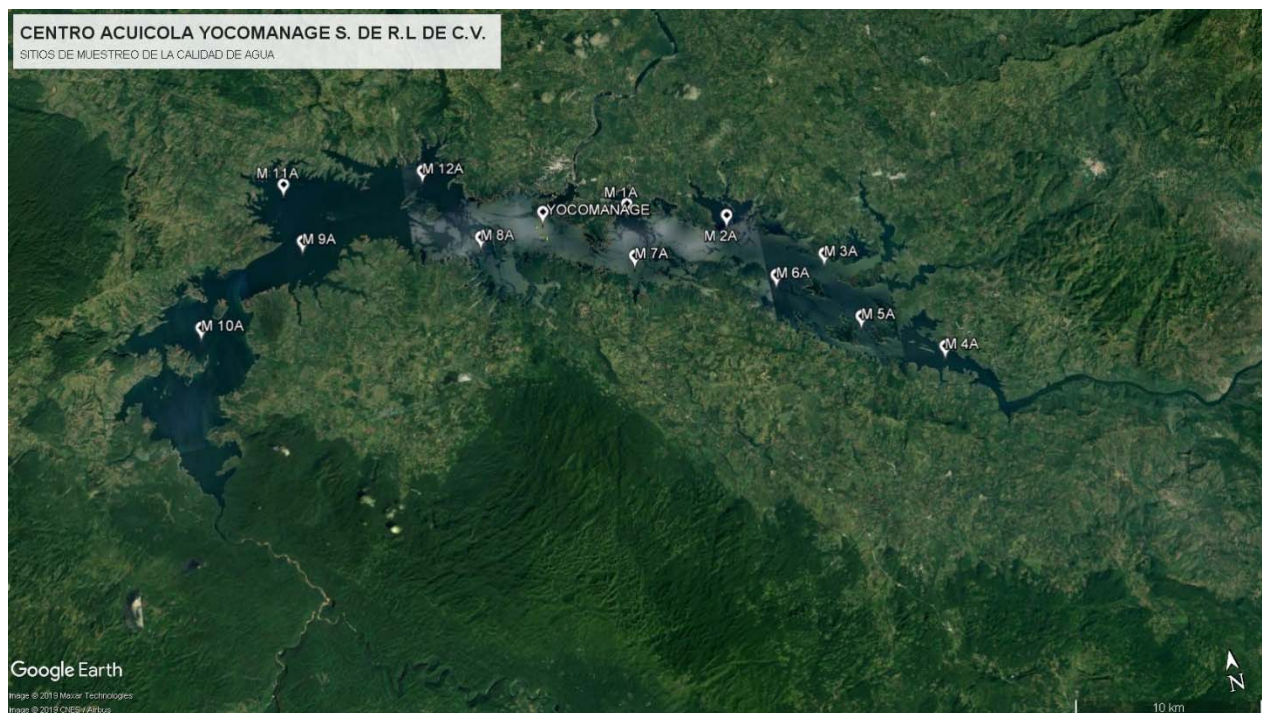 CENTRO ACUICOLA YOCOMANAGE S. DE R.L DE C.V.
SITIOS DE MUESTREO DE LA CALIDAD DE AGUA
M 12A
M 11A
M 1A
YOCOMANAGE
M 2A
M 8A
M 9A
M 7A
M 3A
M 6A
M 5A
M 10A
M 4A
Google Earth
Image © 2019 Maxar Technologies
Image © 2019 CNES / Airbus
N
10 km